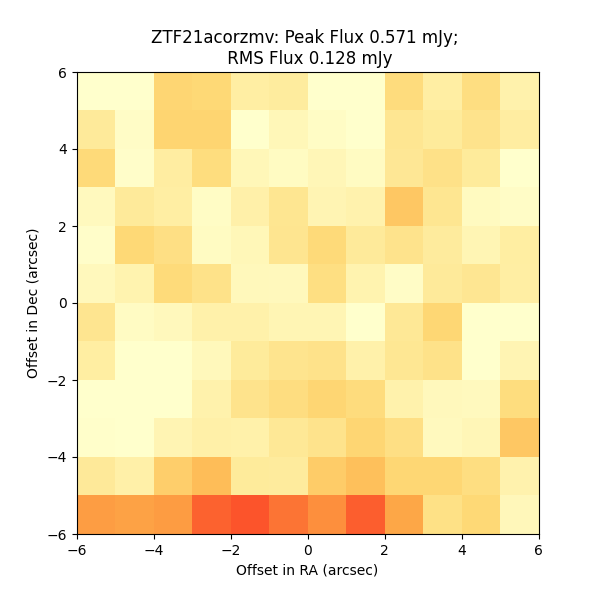 ZTF21acorzmv: Peak Flux 0.571 mJy;
RMS Flux 0.128 mJy
6
4
2
0
−2
−4
−6
Offset in Dec (arcsec)
−6 −4 −2 0 2 4 6
Offset in RA (arcsec)